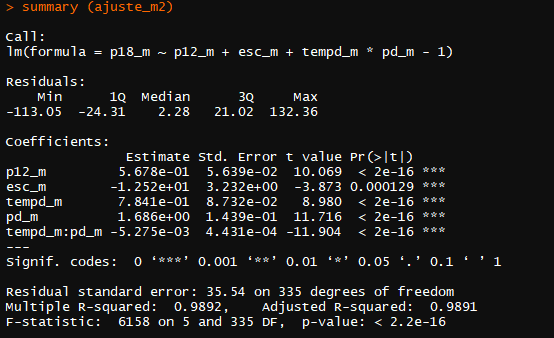 > summary (ajuste_m2)
Call:
lm(formula = p18_m ~ p12_m + esc_m + tempd_m * pd_m - 1)
Residuals:
    Min      1Q  Median      3Q     Max
-113.05  -24.31    2.28   21.02  132.36
Coefficients:
               Estimate Std. Error t value Pr(>|t|)
p12_m         5.678e-01  5.639e-02  10.069  < 2e-16 ***
esc_m        -1.252e+01  3.232e+00  -3.873 0.000129 ***
tempd_m       7.841e-01  8.732e-02   8.980  < 2e-16 ***
pd_m          1.686e+00  1.439e-01  11.716  < 2e-16 ***
tempd_m:pd_m -5.275e-03  4.431e-04 -11.904  < 2e-16 ***
---
Signif. codes:  0 ‘***’ 0.001 ‘**’ 0.01 ‘*’ 0.05 ‘.’ 0.1 ‘ ’ 1
Residual standard error: 35.54 on 335 degrees of freedom
Multiple R-squared:  0.9892,    Adjusted R-squared:  0.9891
F-statistic:  6158 on 5 and 335 DF,  p-value: < 2.2e-16